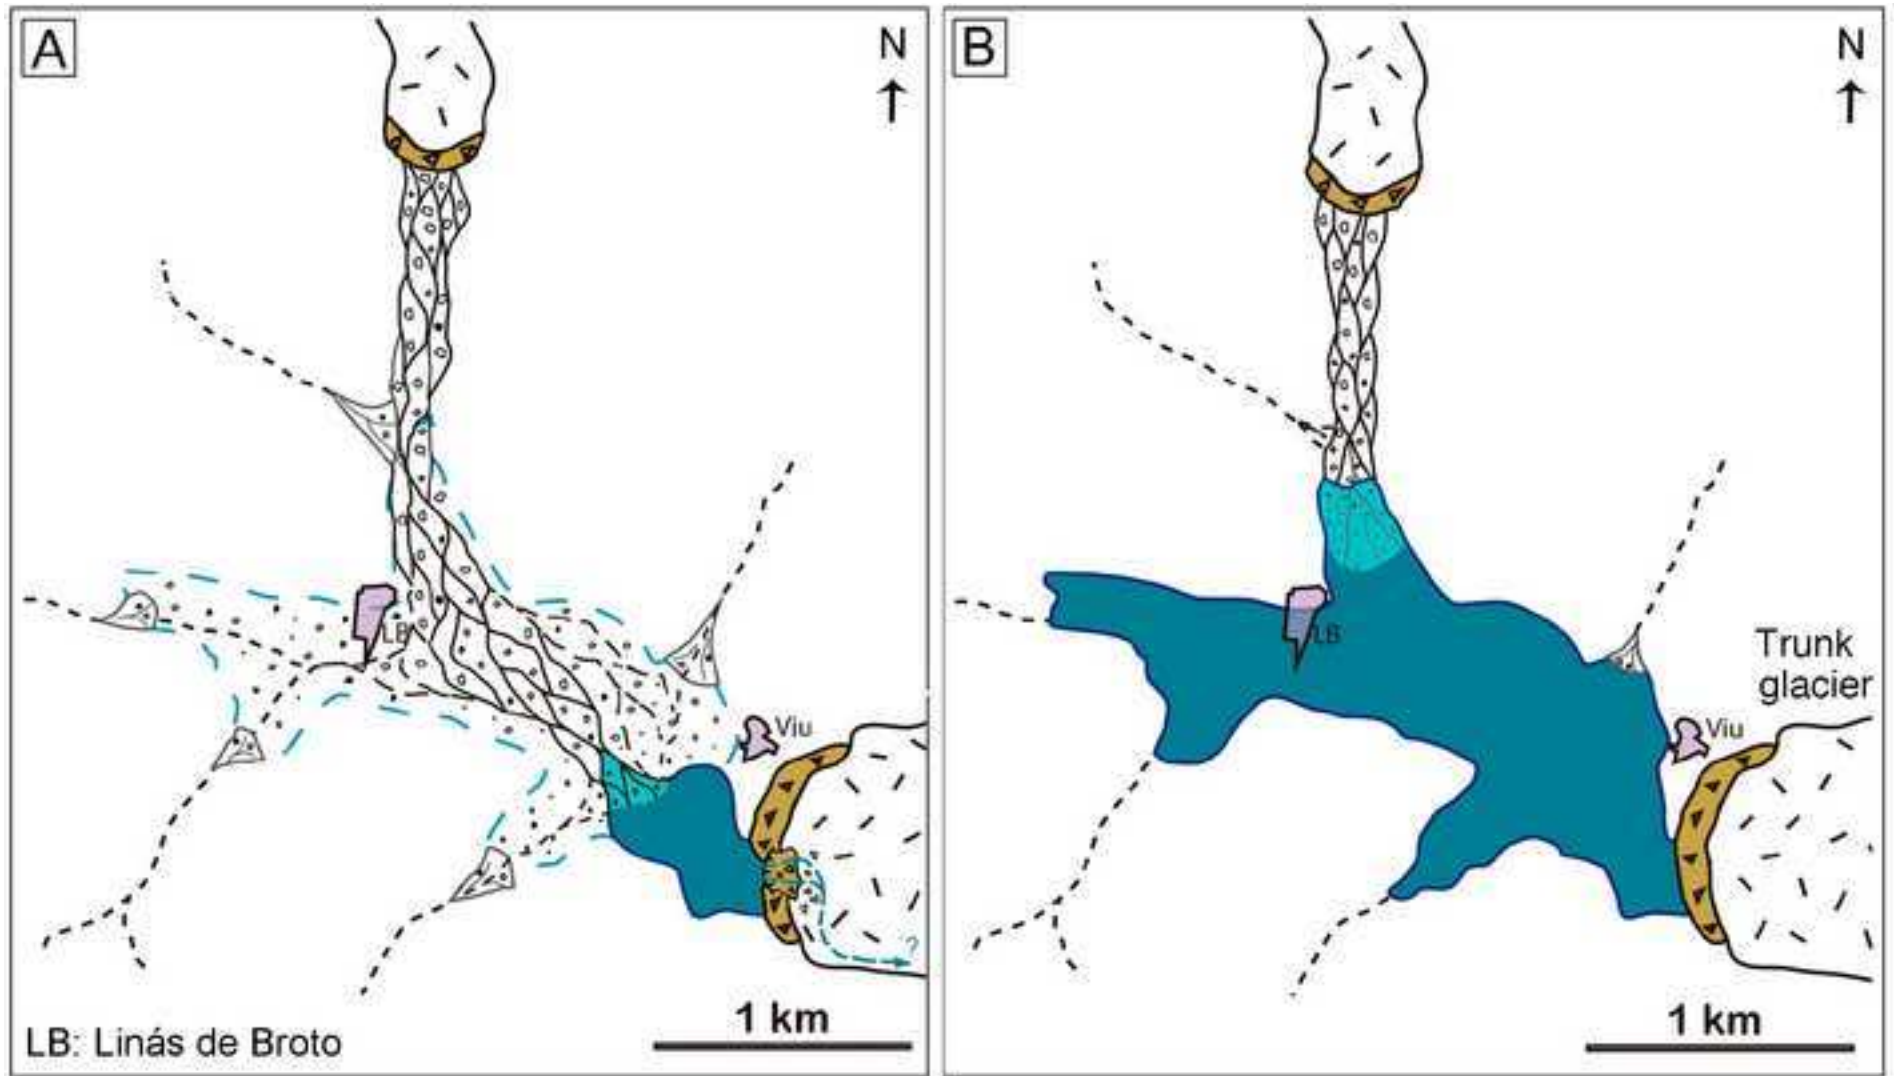 A
N
LB
Viu
?
1 km
LB: Linás de Broto
B
N
LB
Trunk
glacier
Viu
1 km